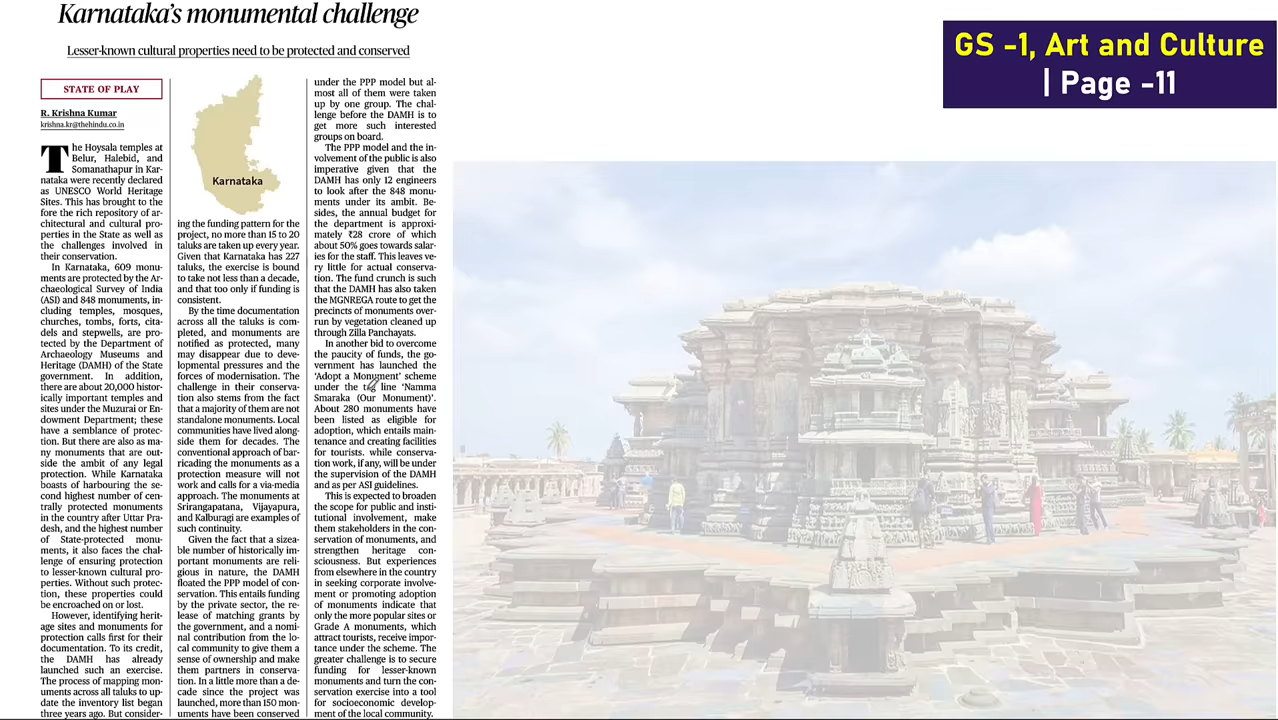 Karnataka's monumental challenge
Lesser-known cultural properties need to be protected and conserved
STATE OF PLAY
R. Krishna Kumar
krishna.kr@thehindu.co.in
The Hoysala temples at
Belur, Halebid, and
Somanathapur in Kar-
nataka were recently declared
as UNESCO World Heritage
Sites. This has brought to the
fore the rich repository of ar-
chitectural and cultural pro-
perties in the State as well as
the challenges involved in
their conservation.
In Karnataka, 609 monu-
ments are protected by the Ar-
chaeological Survey of India
(ASI) and 848 monuments, in-
cluding temples, mosques,
churches, tombs, forts, cita-
dels and stepwells, are pro-
tected by the Department of
Archaeology Museums and
Heritage (DAMH) of the State
government. In addition,
there are about 20,000 histor-
ically important temples and
sites under the Muzurai or En-
dowment Department; these
have a semblance of protec-
tion. But there are also as ma-
ny monuments that are out-
side the ambit of any legal
protection. While Karnataka
boasts of harbouring the se-
cond highest number of cen-
trally protected monuments
in the country after Uttar Pra-
desh, and the highest number
of State-protected monu-
ments, it also faces the chal-
lenge of ensuring protection
to lesser-known cultural pro-
perties. Without such protec-
tion, these properties could
be encroached on or lost.
However, identifying herit-
age sites and monuments for
protection calls first for their
documentation. To its credit,
the DAMH has already
launched such an exercise.
The process of mapping mon-
uments across all taluks to up-
date the inventory list began
three years ago. But consider-
Karnataka
ing the funding pattern for the
project, no more than 15 to 20
taluks are taken up every year.
Given that Karnataka has 227
taluks, the exercise is bound
to take not less than a decade,
and that too only if funding is
consistent.
By the time documentation
across all the taluks is com-
pleted, and monuments are
notified as protected, many
may disappear due to deve-
lopmental pressures and the
forces of modernisation. The
challenge in their conserva-
tion also stems from the fact
that a majority of them are not
standalone monuments. Local
communities have lived along-
side them for decades. The
conventional approach of bar-
ricading the monuments as a
protection measure will not
work and calls for a via-media
approach. The monuments at
Srirangapatana, Vijayapura,
and Kalburagi are examples of
such continuity.
Given the fact that a sizea-
ble number of historically im-
portant monuments are reli-
gious in nature, the DAMH
floated the PPP model of con-
servation. This entails funding
by the private sector, the re-
lease of matching grants by
the government, and a nomi-
nal contribution from the lo-
cal community to give them a
sense of ownership and make
them partners in conserva-
tion. In a little more than a de-
cade since the project was
launched, more than 150 mon-
uments have been conserved
under the PPP model but al-
most all of them were taken
up by one group. The chal-
lenge before the DAMH is to
get more such interested
groups on board.
The PPP model and the in-
volvement of the public is also
imperative given that the
DAMH has only 12 engineers
to look after the 848 monu-
ments under its ambit. Be-
sides, the annual budget for
the department is approxi-
mately ₹28 crore of which
about 50% goes towards salar-
ies for the staff. This leaves ve-
ry little for actual conserva-
tion. The fund crunch is such
that the DAMH has also taken
the MGNREGA route to get the
precincts of monuments over-
run by vegetation cleaned up
through Zilla Panchayats.
In another bid to overcome
the paucity of funds, the go-
vernment has launched the
'Adopt a Monument' scheme
under the line 'Namma
Smaraka (Our Monument)'.
About 280 monuments have
been listed as eligible for
adoption, which entails main-
tenance and creating facilities
for tourists. while conserva-
tion work, if any, will be under
the supervision of the DAMH
and as per ASI guidelines.
This is expected to broaden
the scope for public and insti-
tutional involvement, make
them stakeholders in the con-
servation of monuments, and
strengthen heritage con-
sciousness. But experiences
from elsewhere in the country
in seeking corporate involve-
ment or promoting adoption
of monuments indicate that
only the more popular sites or
Grade A monuments, which
attract tourists, receive impor-
tance under the scheme. The
greater challenge is to secure
funding for lesser-known
monuments and turn the con-
servation exercise into a tool
for socioeconomic develop-
ment of the local community.
GS -1, Art and Culture
| Page -11